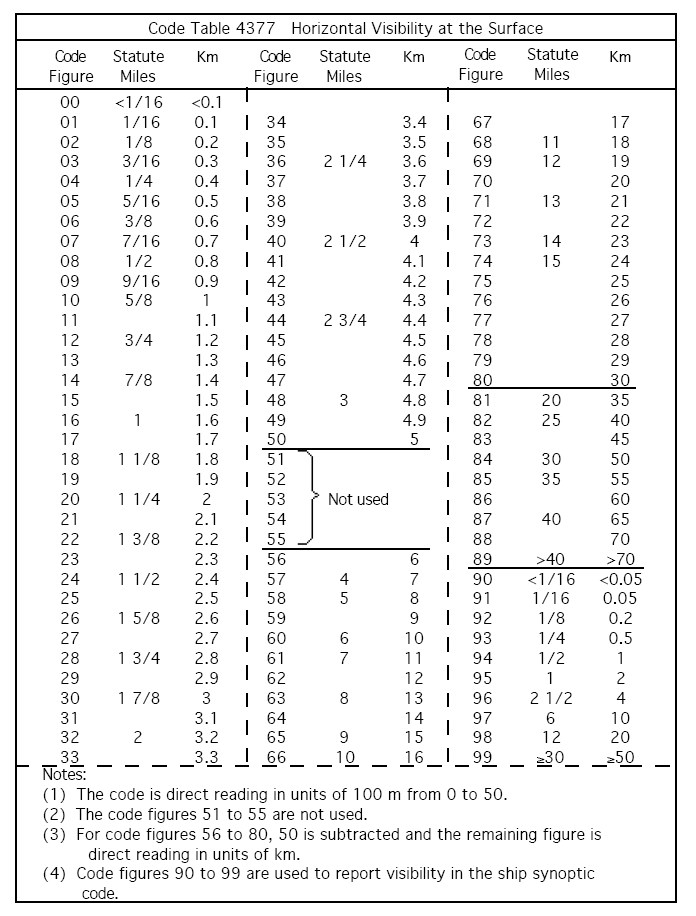 Code Table 4377 Horizontal Visibility at the Surface
Code Statute Km Code Statute Km Code Statute Km
Figure Miles Figure Miles Figure Miles
00 <1/16 <0.1
01 1/16 0.1 34 3.4 67 17
02 1/8 0.2 35 3.5 68 11 18
03 3/16 0.3 36 2 1/4 3.6 69 12 19
04 1/4 0.4 37 3.7 70 20
05 5/16 0.5 38 3.8 71 13 21
06 3/8 0.6 39 3.9 72 22
07 7/16 0.7 40 2 1/2 4 73 14 23
08 1/2 0.8 41 4.1 74 15 24
09 9/16 0.9 42 4.2 75 25
10 5/8 1 43 4.3 76 26
11 1.1 44 2 3/4 4.4 77 27
12 3/4 1.2 45 4.5 78 28
13 1.3 46 4.6 79 29
14 7/8 1.4 47 4.7 80 30
15 1.5 48 3 4.8 81 20 35
16 1 1.6 49 4.9 82 25 40
17 1.7 50 5 83 45
18 1 1/8 1.8 51 84 30 50
19 1.9 52 85 35 55
20 1 1/4 2 53 Not used 86 60
21 2.1 54 87 40 65
22 1 3/8 2.2 55 88 70
23 2.3 56 6 89 >40 >70
24 1 1/2 2.4 57 4 7 90 <1/16 <0.05
25 2.5 58 5 8 91 1/16 0.05
26 1 5/8 2.6 59 9 92 1/8 0.2
27 2.7 60 6 10 93 1/4 0.5
28 1 3/4 2.8 61 7 11 94 1/2 1
29 2.9 62 12 95 1 2
30 1 7/8 3 63 8 13 96 2 1/2 4
31 3.1 64 14 97 6 10
32 2 3.2 65 9 15 98 12 20
33 3.3 66 10 16 99 ≥30 ≥50
Notes:
(1) The code is direct reading in units of 100 m from 0 to 50.
(2) The code figures 51 to 55 are not used.
(3) For code figures 56 to 80, 50 is subtracted and the remaining figure is
direct reading in units of km.
(4) Code figures 90 to 99 are used to report visibility in the ship synoptic
code.